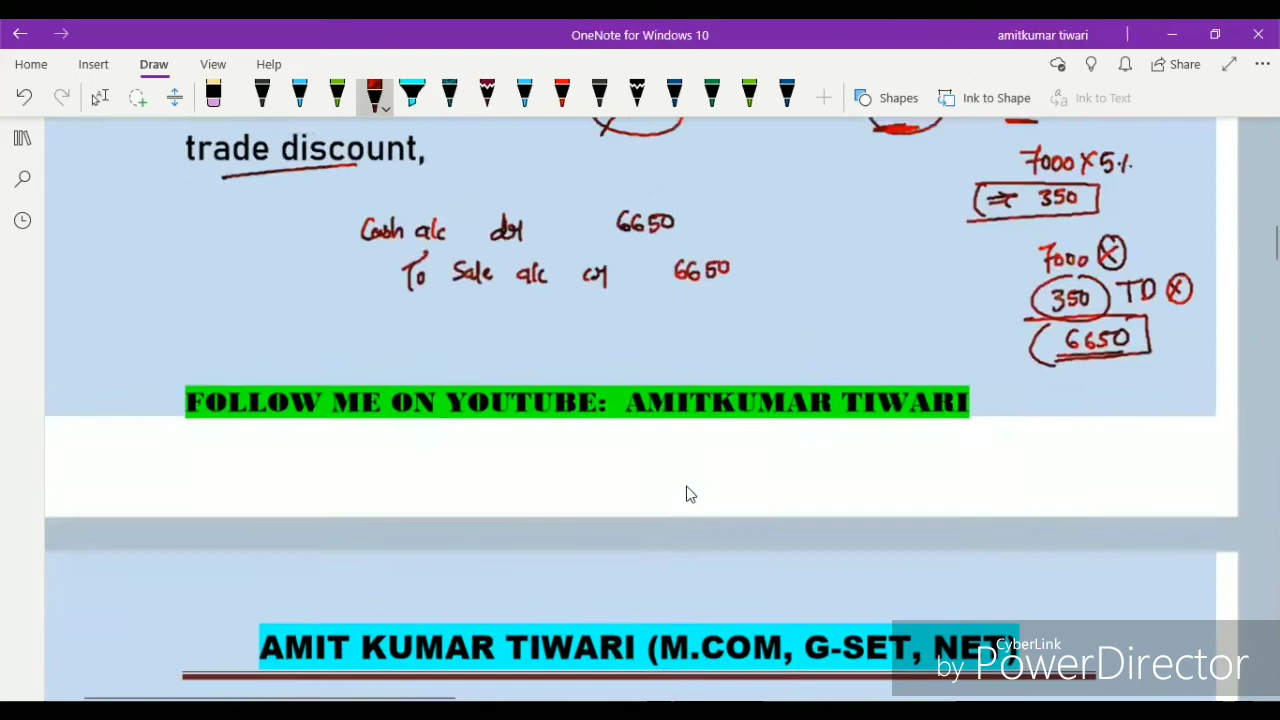 OneNote for Windows 10
amitkumar tiwari
Home Insert Draw View Help
Share
Shapes
Ink to Shape
Ink to Text
trade discount,
7000 X 5%
⇒ 350
Cash a/c dr 6650
To Sale a/c cr 6650
7000 X
350 TD X
6650
FOLLOW ME ON YOUTUBE: AMITKUMAR TIWARI
AMIT KUMAR TIWARI (M.COM, G-SET, NET)
CyberLink
by PowerDirector